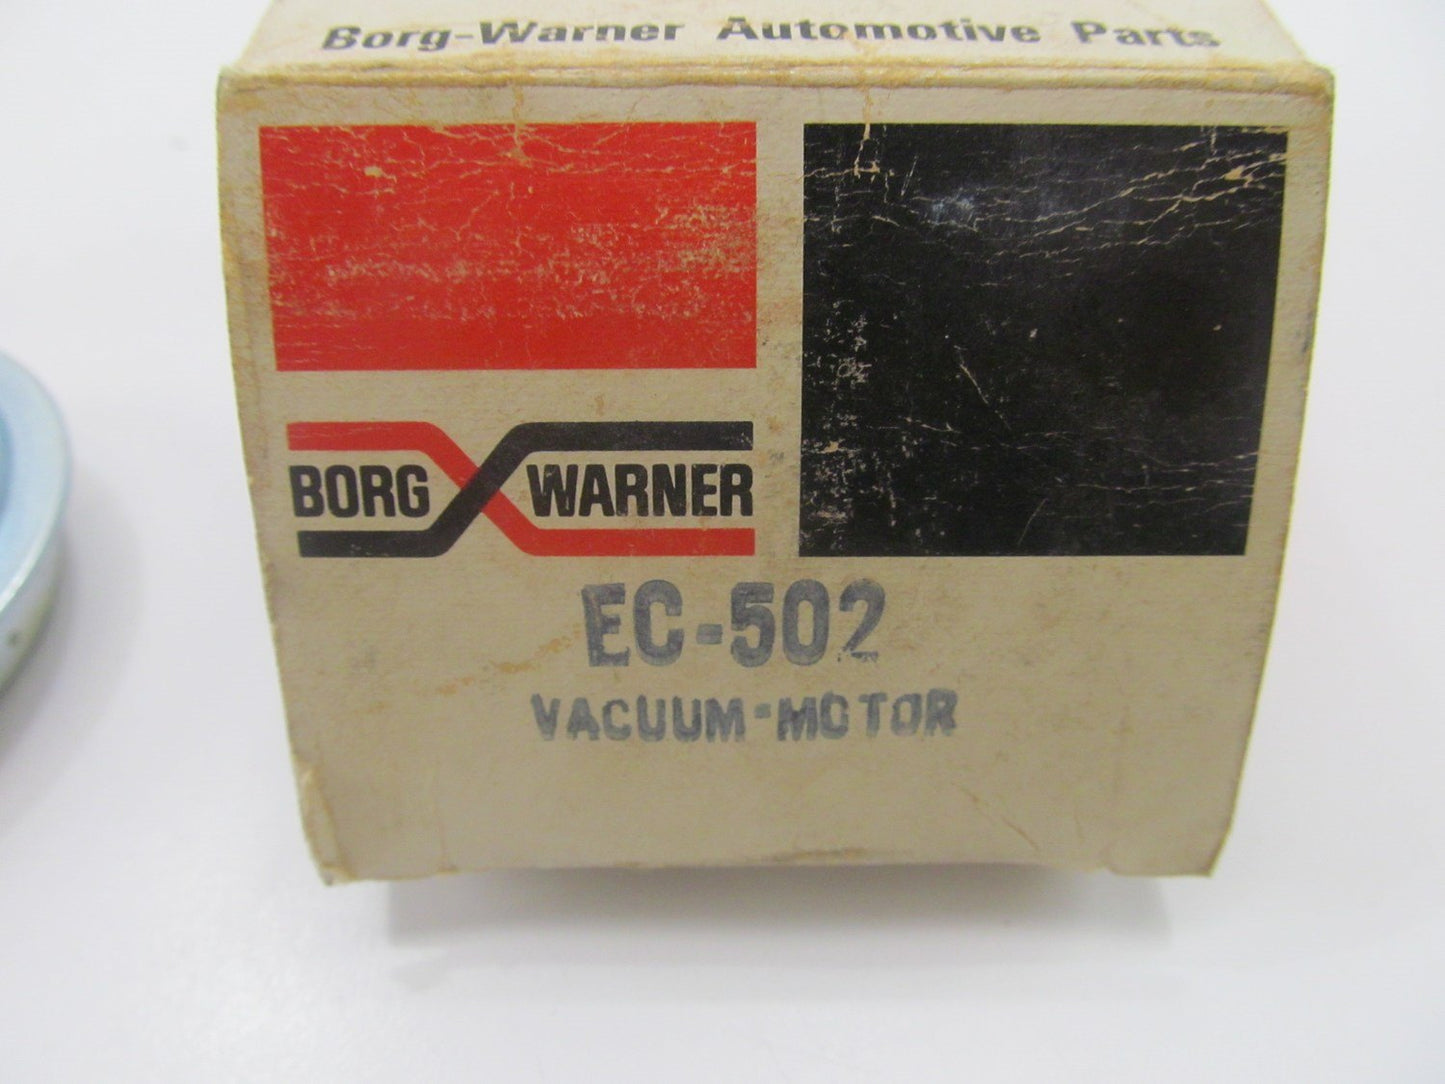 Borg-Warner Automotive Parts
BORG WARNER
EC-502
VACUUM-MOTOR